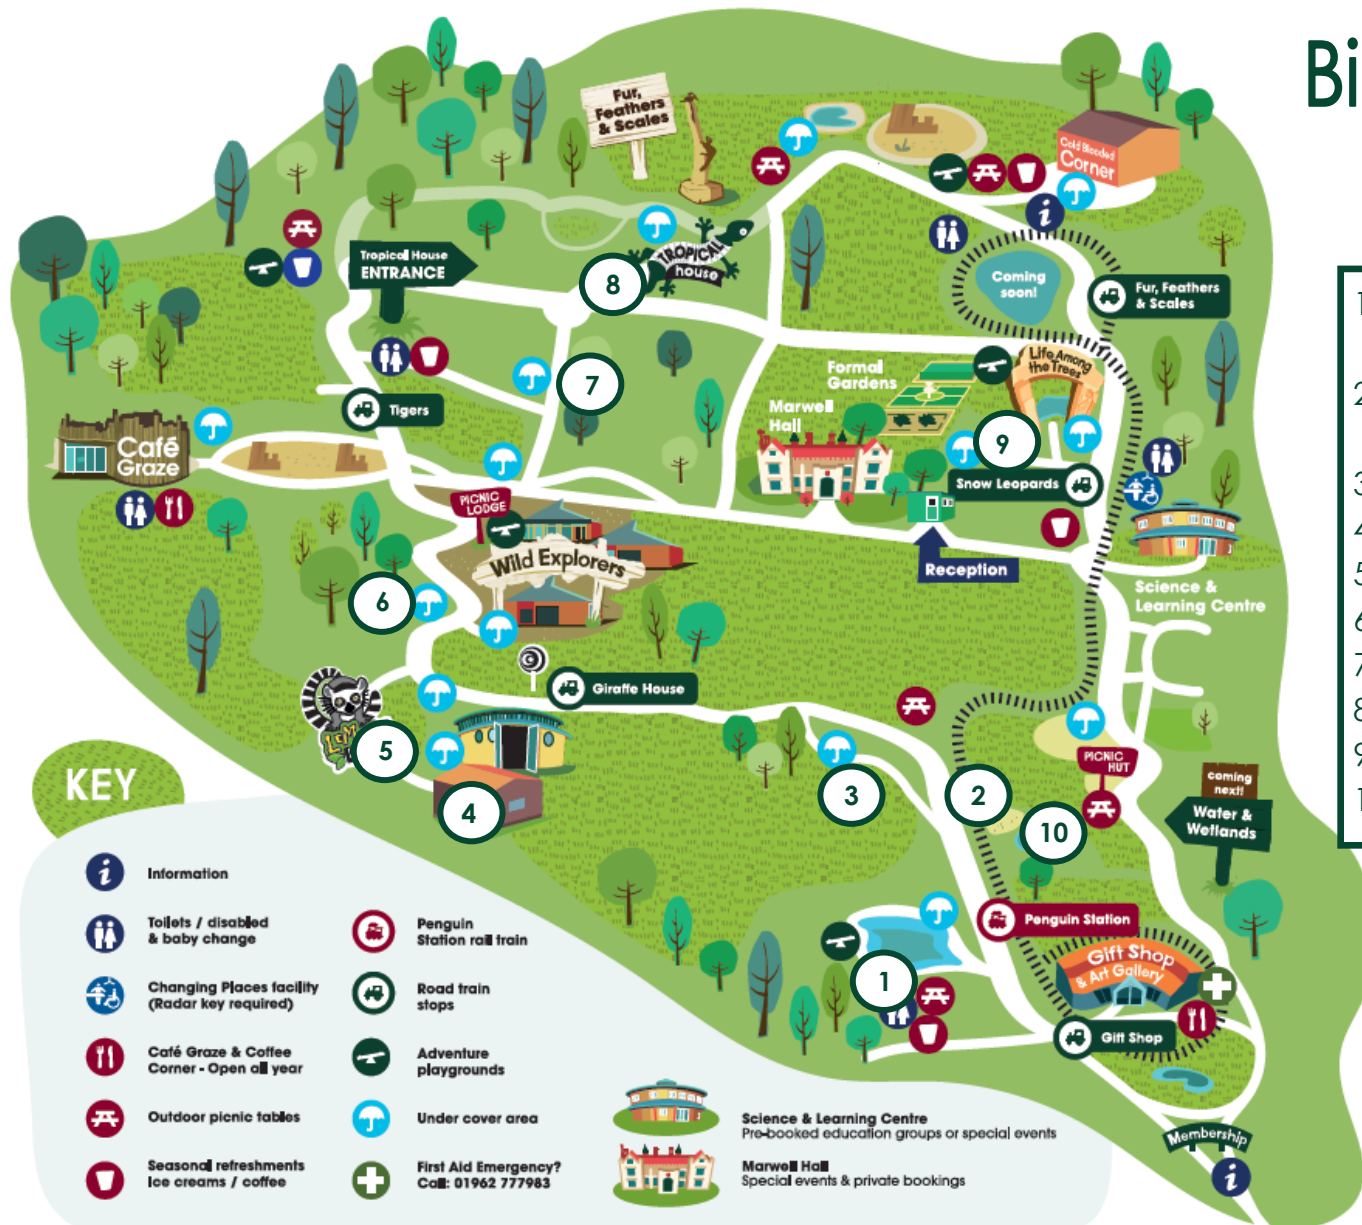 Bi
Fur,
Feathers
& Scales
Cold Blooded
Corner
Tropical House
ENTRANCE
TROPICAL
house
8
Coming
soon!
Fur, Feathers
& Scales
7
Formal
Gardens
Life Among
the Trees
Marwell
Hall
Tigers
Café
Graze
9
Snow Leopards
PICNIC
LODGE
Wild Explorers
Reception
Science &
Learning Centre
6
Giraffe House
5
4
3
2
10
PICNIC
HUT
coming
next!
Water &
Wetlands
Penguin Station
1
Gift Shop
& Art Gallery
Gift Shop
Membership
KEY
Information
Toilets / disabled
& baby change
Changing Places facility
(Radar key required)
Café Graze & Coffee
Corner - Open all year
Outdoor picnic tables
Seasonal refreshments
Ice creams / coffee
Penguin
Station rail train
Road train
stops
Adventure
playgrounds
Under cover area
First Aid Emergency?
Call: 01962 777983
Science & Learning Centre
Pre-booked education groups or special events
Marwell Hall
Special events & private bookings